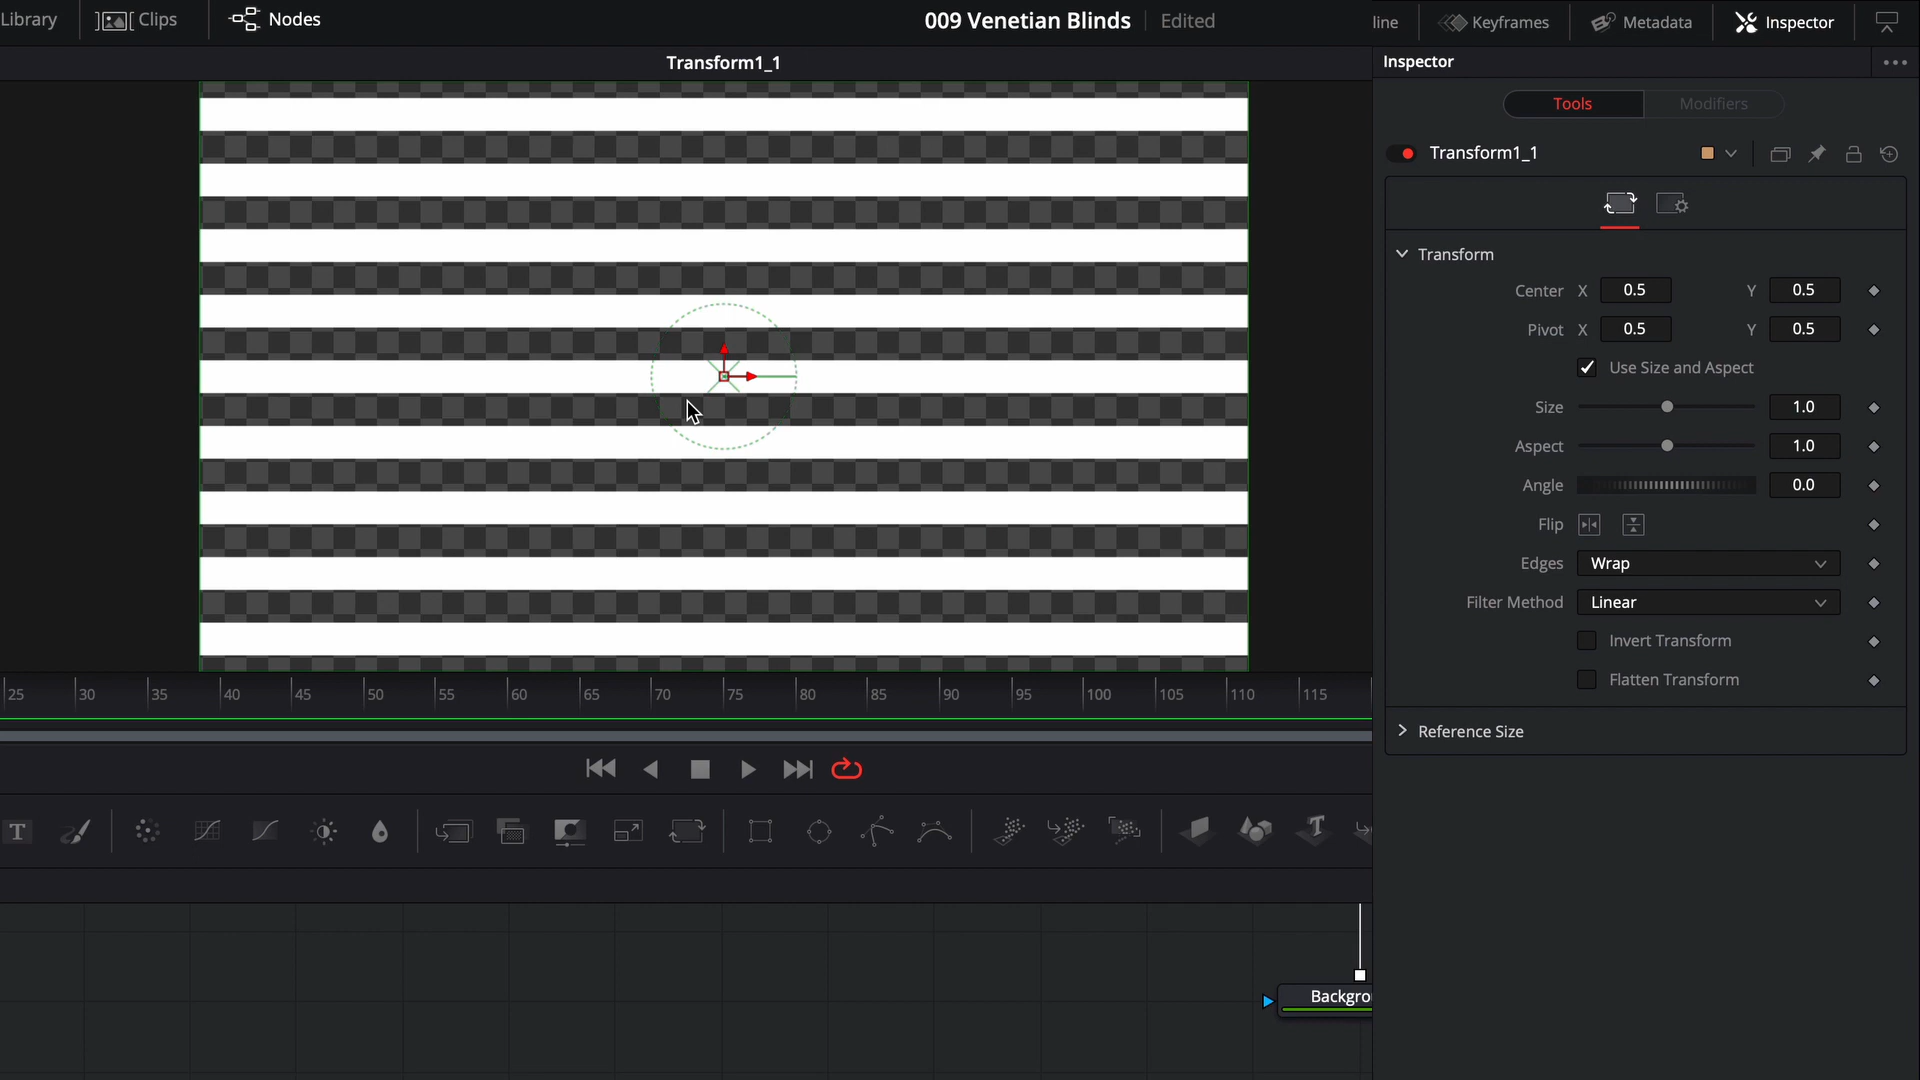 Library
Clips
Nodes
009 Venetian Blinds
Edited
line
Keyframes
Metadata
Inspector
Transform1_1
Inspector
Tools
Modifiers
Transform1_1
Transform
Center X 0.5 Y 0.5
Pivot X 0.5 Y 0.5
Use Size and Aspect
Size 1.0
Aspect 1.0
Angle 0.0
Flip
Edges Wrap
Filter Method Linear
Invert Transform
Flatten Transform
Reference Size
25 30 35 40 45 50 55 60 65 70 75 80 85 90 95 100 105 110 115
T
T
Backgro